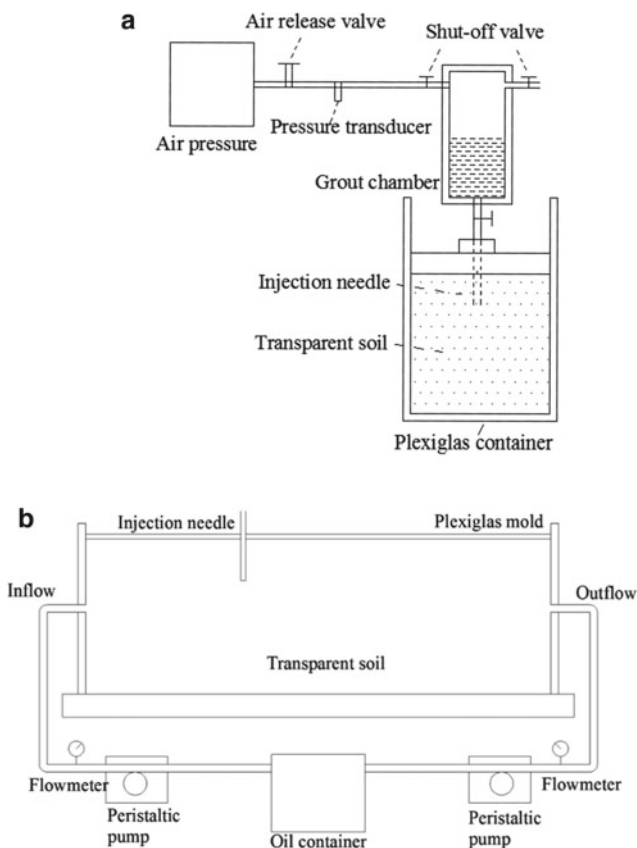 a
Air release valve
Shut-off valve
Pressure transducer
Air pressure
Grout chamber
Injection needle
Transparent soil
Plexiglas container
b
Injection needle
Plexiglas mold
Inflow
Outflow
Transparent soil
Flowmeter
Flowmeter
Peristaltic
pump
Oil container
Peristaltic
pump